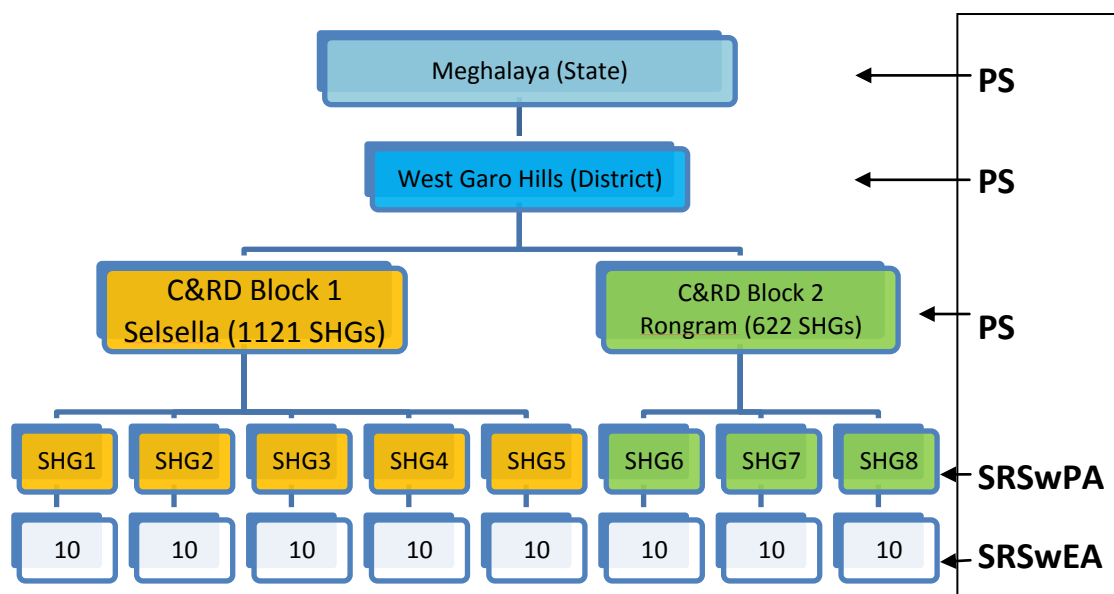 Meghalaya (State)
PS
West Garo Hills (District)
PS
C&RD Block 1
Selsella (1121 SHGs)
C&RD Block 2
Rongram (622 SHGs)
PS
SHG1
SHG2
SHG3
SHG4
SHG5
SHG6
SHG7
SHG8
SRSwPA
10
10
10
10
10
10
10
10
SRSwEA